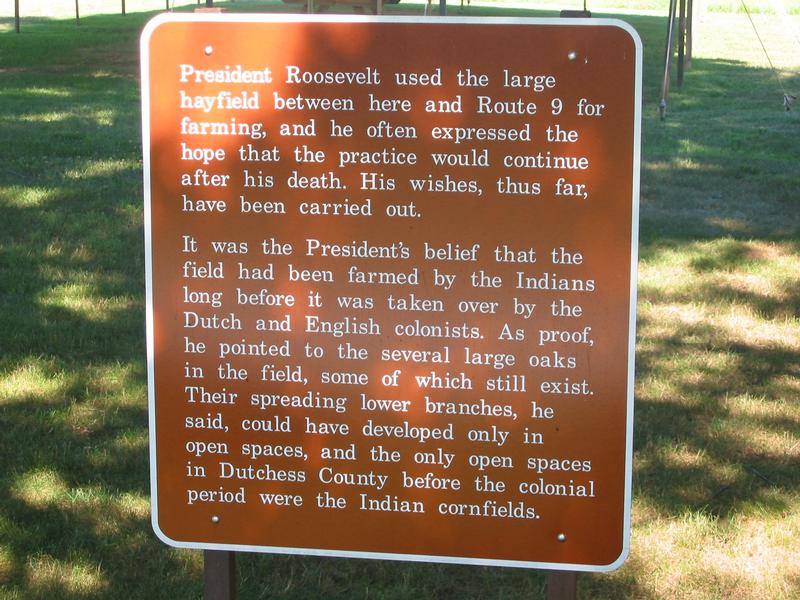 President Roosevelt used the large
hayfield between here and Route 9 for
farming, and he often expressed the
hope that the practice would continue
after his death. His wishes, thus far,
have been carried out.
It was the President's belief that the
field had been farmed by the Indians
long before it was taken over by the
Dutch and English colonists. As proof,
he pointed to the several large oaks
in the field, some of which still exist.
Their spreading lower branches, he
said, could have developed only in
open spaces, and the only open spaces
in Dutchess County before the colonial
period were the Indian cornfields.